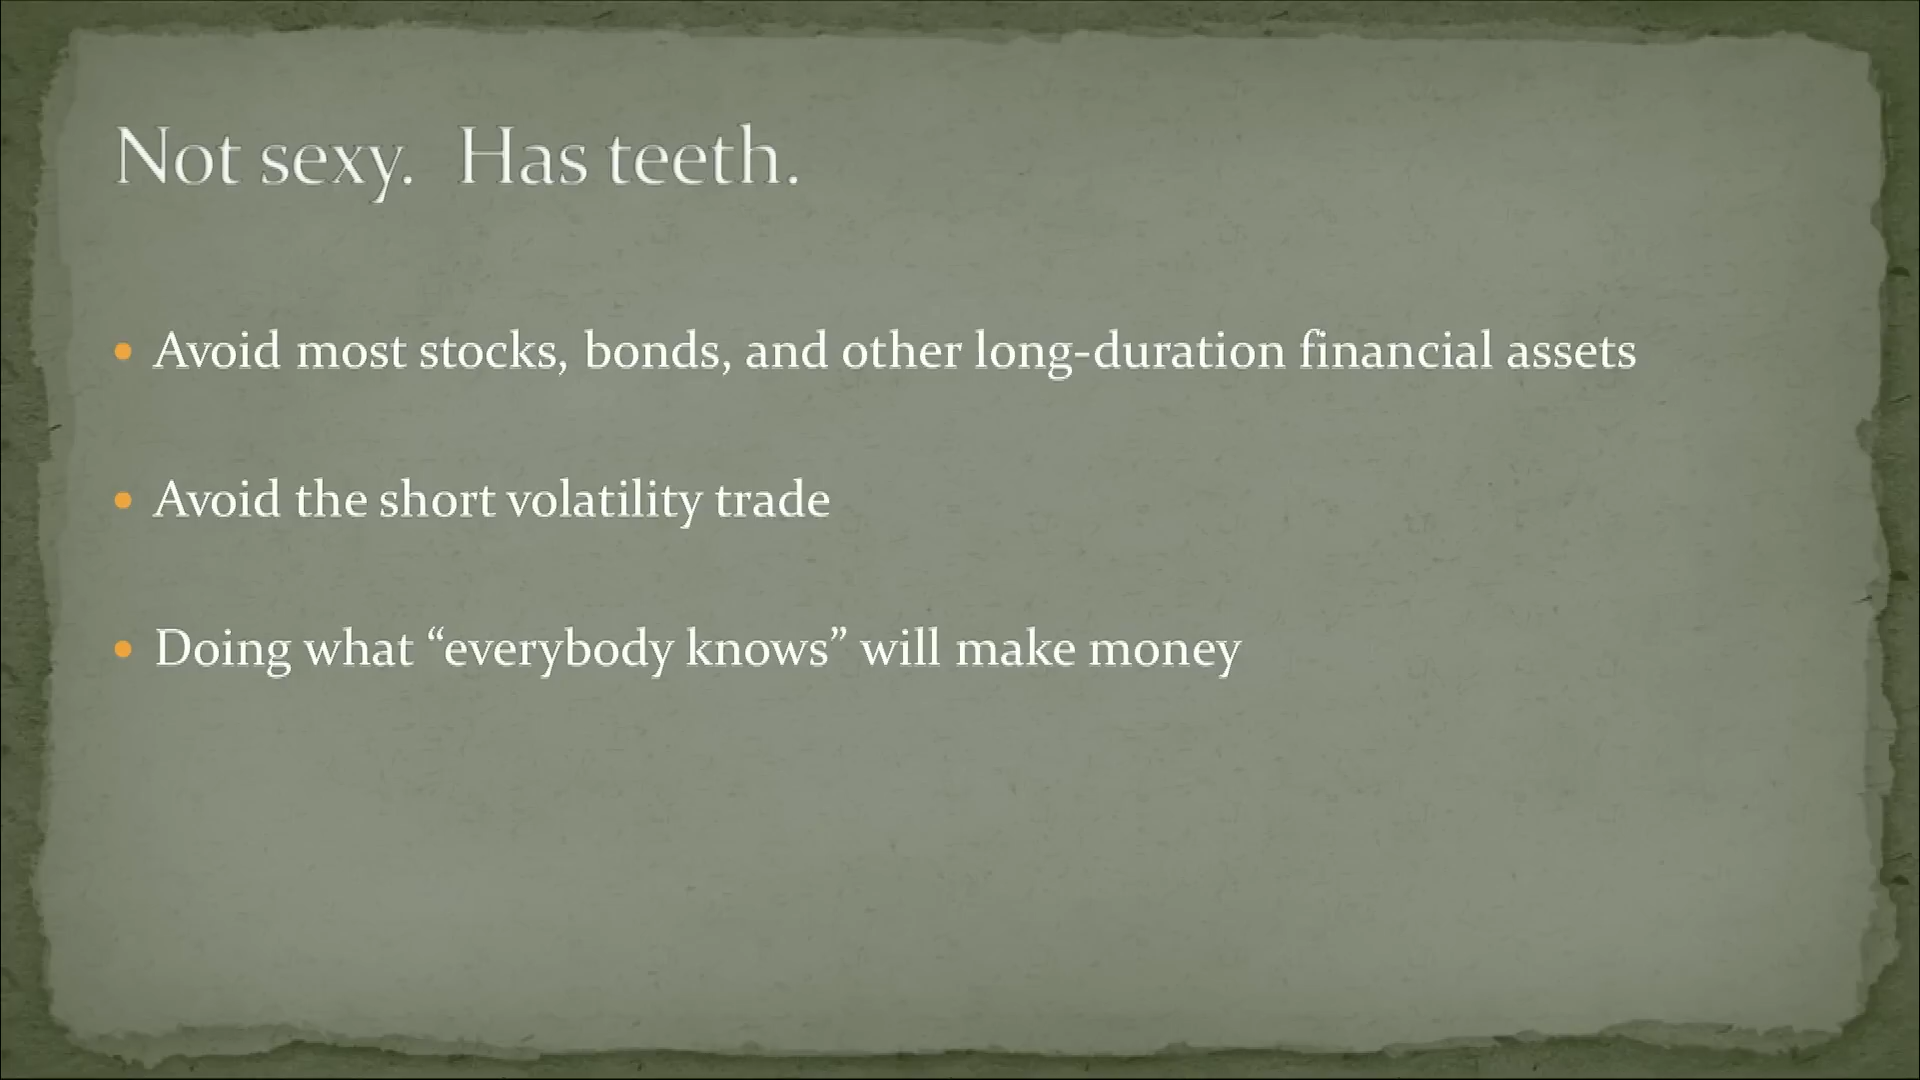 Not sexy.  Has teeth.
• Avoid most stocks, bonds, and other long-duration financial assets
• Avoid the short volatility trade
• Doing what “everybody knows” will make money